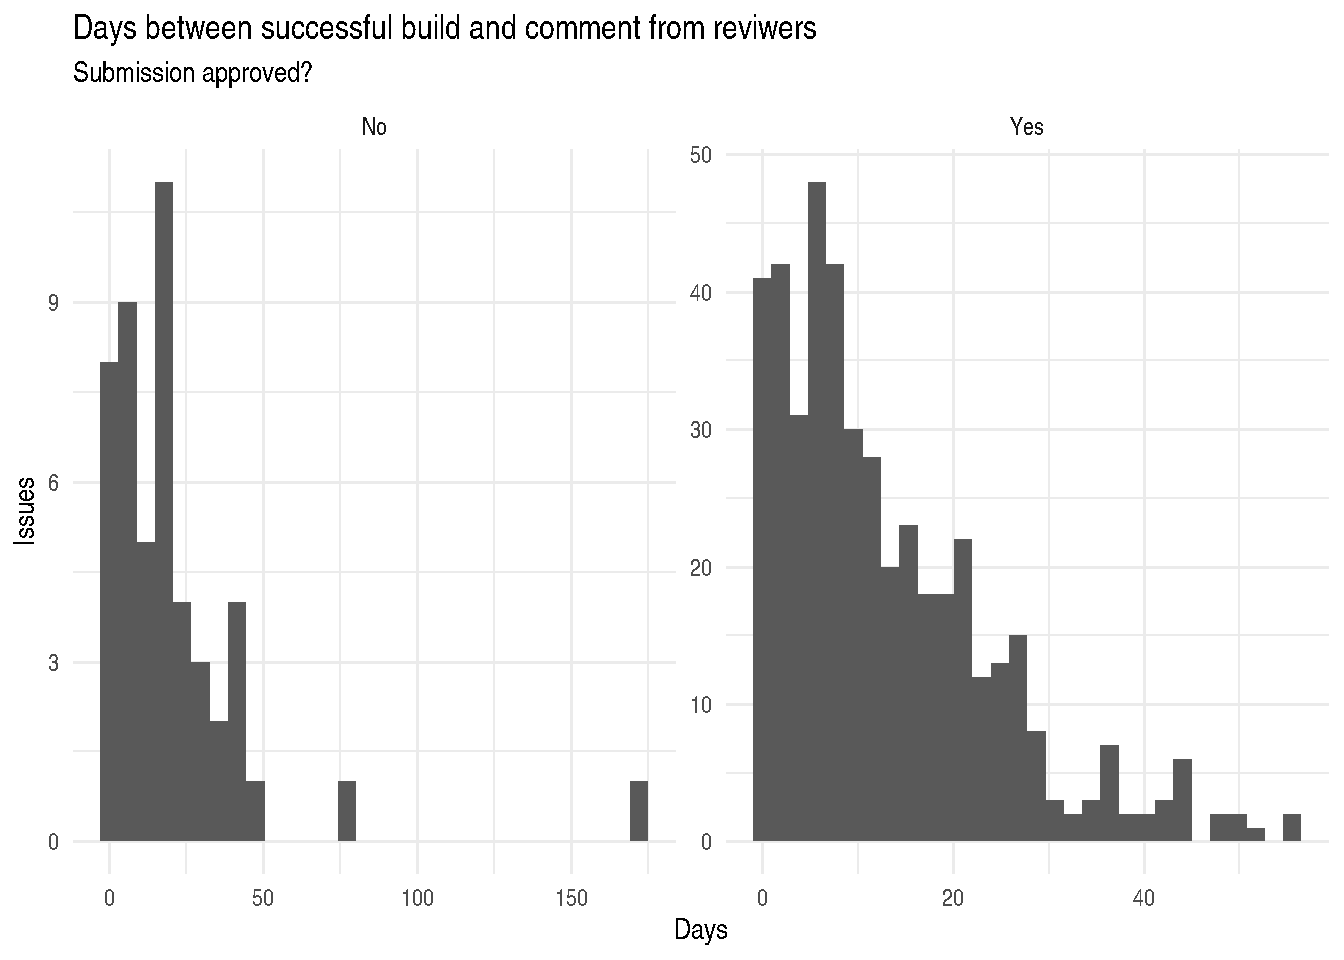 Days between successful build and comment from reviwers
Submission approved?
No
Yes
Issues
9
6
3
0
50
40
30
20
10
0
0 50 100 150
0 20 40
Days